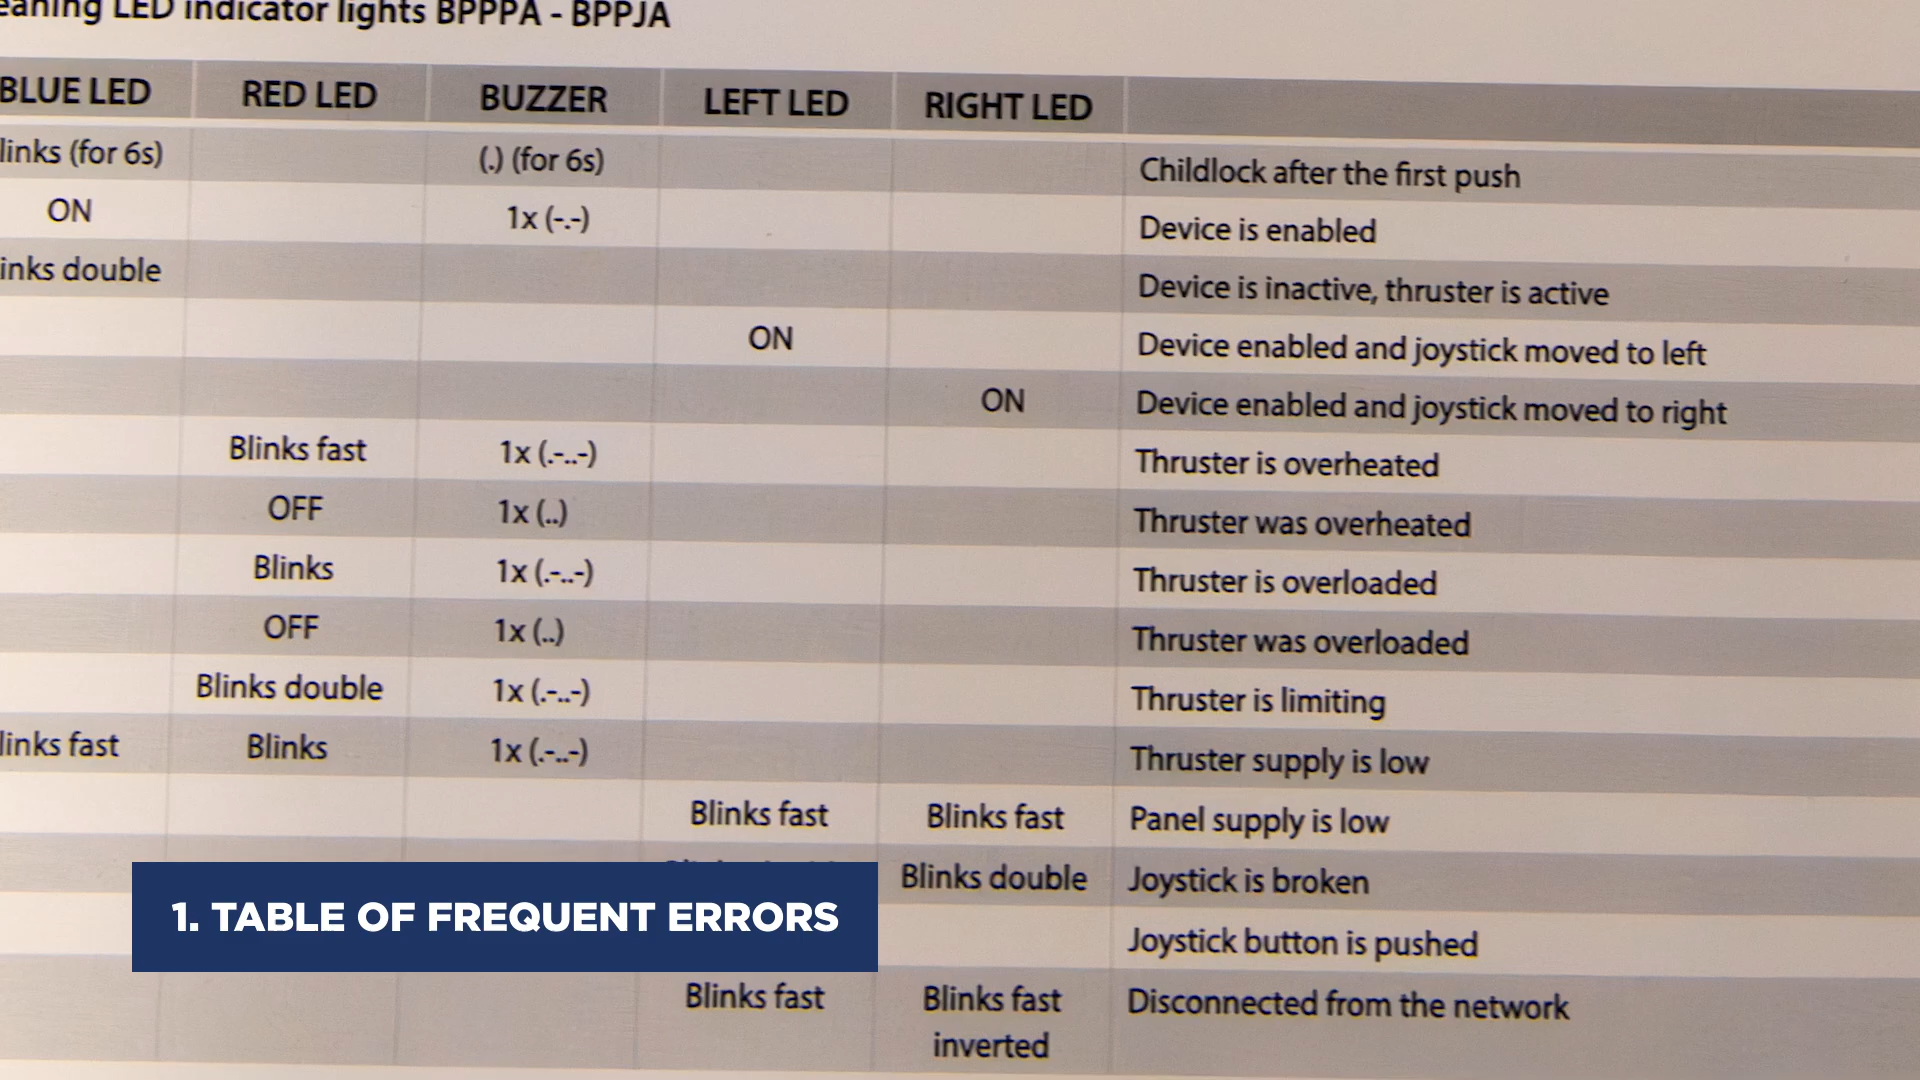 LED indicator lights BPPPA - BPPJA
BLUE LED RED LED BUZZER LEFT LED RIGHT LED
(for 6s) (.) (for 6s) Childlock after the first push
ON 1x (-.-) Device is enabled
double Device is inactive, thruster is active
ON Device enabled and joystick moved to left
ON Device enabled and joystick moved to right
Blinks fast 1x (.-..-) Thruster is overheated
OFF 1x (..) Thruster was overheated
Blinks 1x (.-..-) Thruster is overloaded
OFF 1x (..) Thruster was overloaded
Blinks double 1x (.-..-) Thruster is limiting
fast Blinks 1x (.-..-) Thruster supply is low
Blinks fast Blinks fast Panel supply is low
Blinks double Joystick is broken
Joystick button is pushed
Blinks fast Blinks fast Disconnected from the network
inverted
1. TABLE OF FREQUENT ERRORS